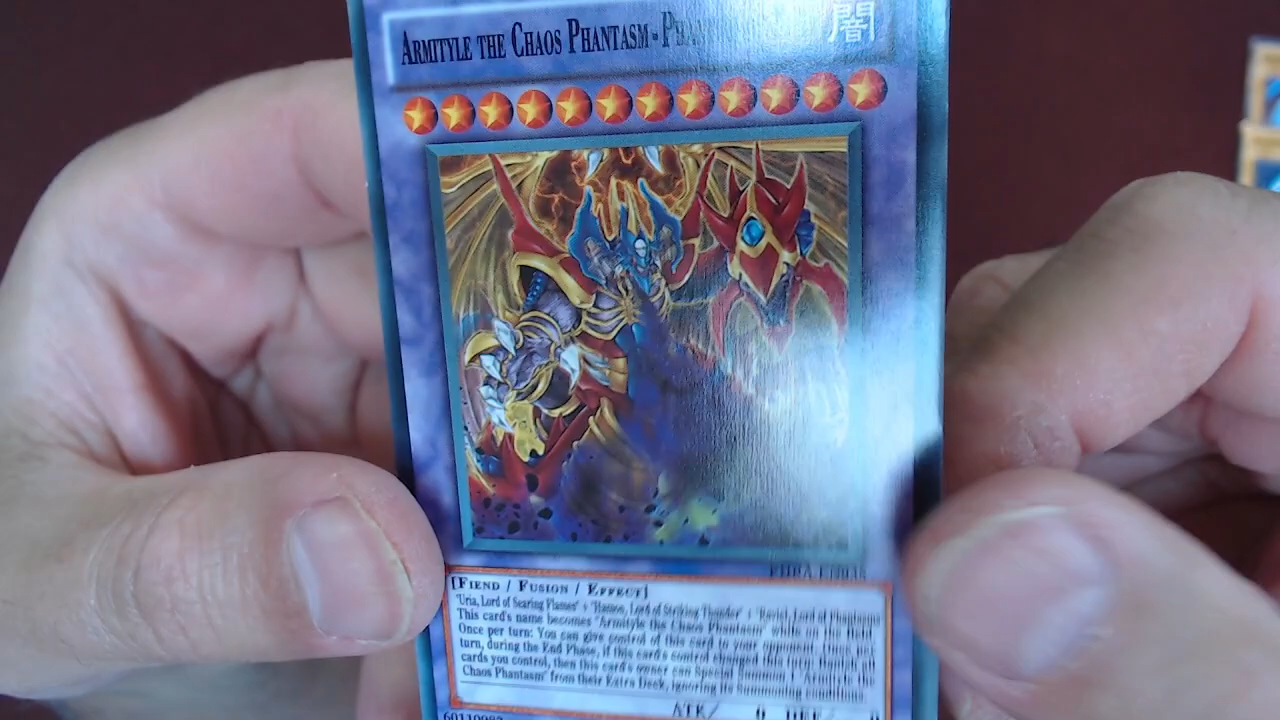 ARMITYLE THE CHAOS PHANTASM - PHA
闇
[FIEND / FUSION / EFFECT]
"Uria, Lord of Searing Flames" + "Hamon, Lord of Striking Thunder" + "Raviel, Lord of Phantasms
This card's name becomes "Armityle the Chaos Phantasm" while on the field.
Once per turn: You can give control of this card to your opponent. Once per
turn, during the End Phase, if this card's control changed this turn: Banish all
cards you control, then this card's owner can Special Summon 1 "Armityle the
Chaos Phantasm" from their Extra Deck, ignoring its Summoning conditions.
ATK/ 0 DEF/ 0